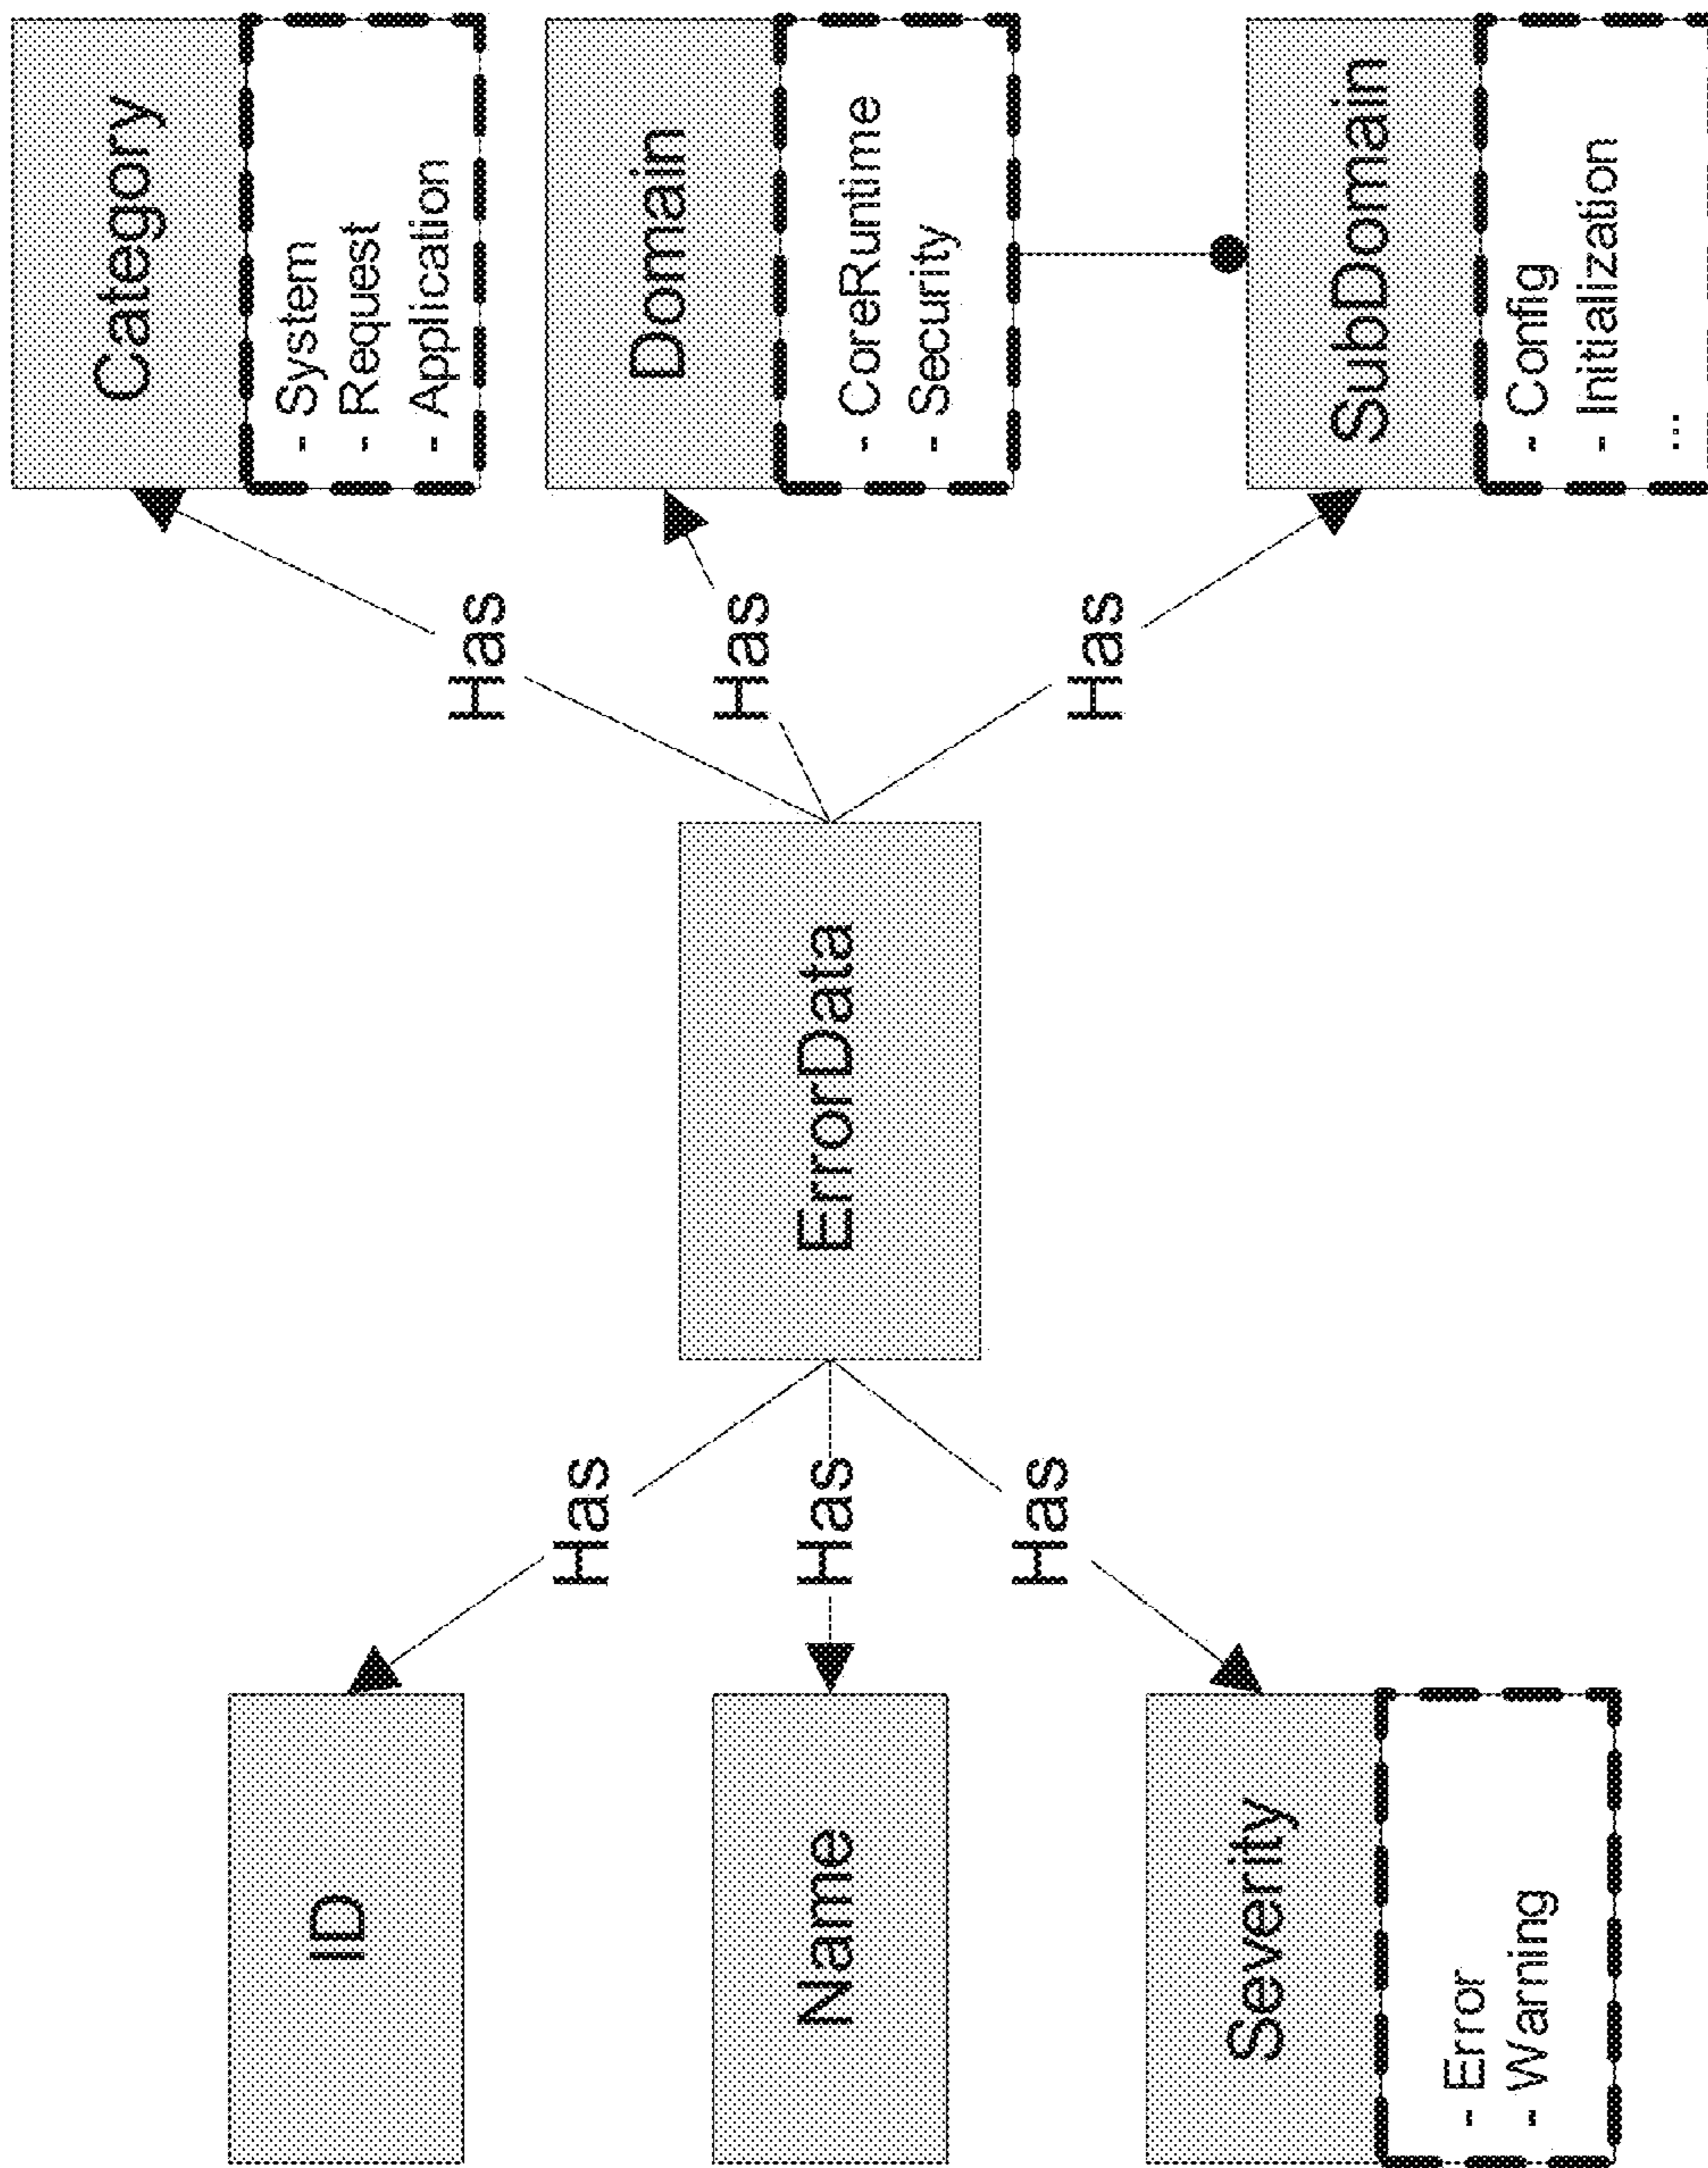 ID
Name
Severity
- Error
- Warning
Has
Has
Has
ErrorData
Has
Has
Has
Category
- System
- Request
- Application
Domain
- CoreRuntime
- Security
SubDomain
- Config
- Initialization
...